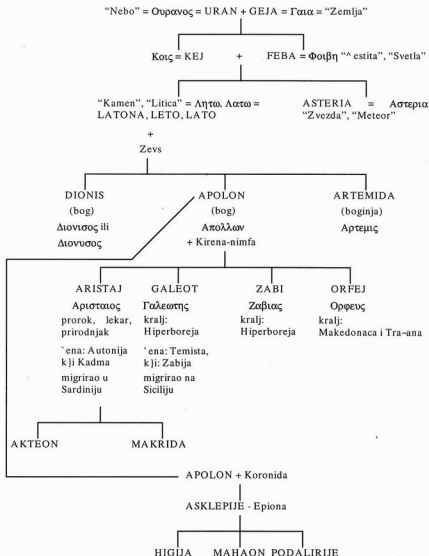 “Nebo” = Ουρανος = URAN + GEJA = Γαια = “Zemlja”
Κοις = KEJ + FEBA = Φοιβη “^ estita”, “Svetla”
“Kamen”, “Litica” = Λητω, Λατω =
LATONA, LETO, LATO
ASTERIA = Αστερια
“Zvezda”, “Meteor”
+
Zevs
DIONIS
(bog)
Διονισος ili
Διονυσος
APOLON
(bog)
Απολλων
+ Kirena-nimfa
ARTEMIDA
(boginja)
Αρτεμις
ARISTAJ
Αρισταιος
prorok, lekar,
prirodnjak
`ena: Autonija
k}i Kadma
migrirao u
Sardiniju
GALEOT
Γαλεωτης
kralj:
Hiperboreja
`ena: Temista,
k}i: Zabija
migrirao na
Siciliju
ZABI
Ζαβιας
kralj:
Hiperboreja
ORFEJ
Ορφευς
kralj:
Makedonaca i Tra~ana
AKTEON
MAKRIDA
APOLON + Koronida
ASKLEPIJE - Epiona
HIGIJA MAHAON PODALIRIJE